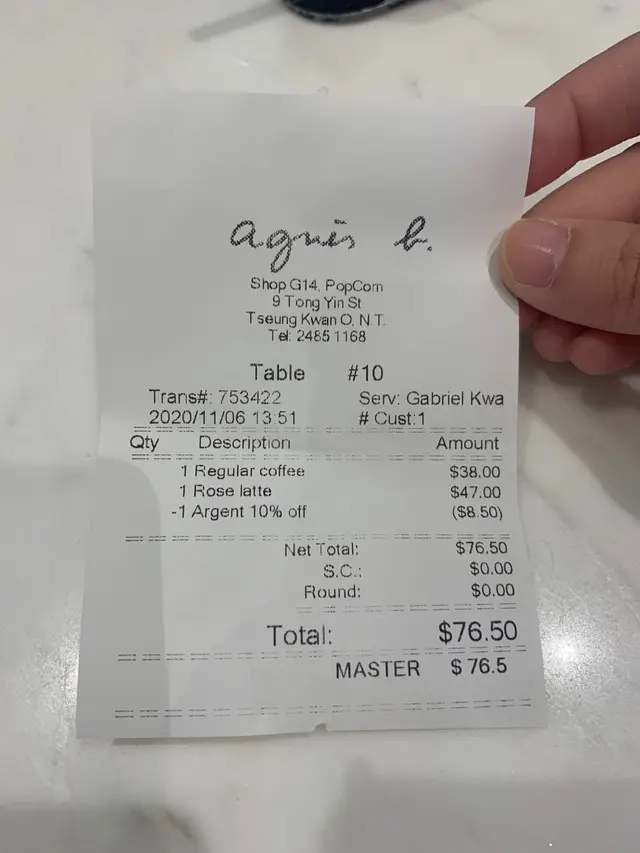 agnès b.
Shop G14, PopCorn
9 Tong Yin St
Tseung Kwan O, N.T.
Tel: 2485 1168
Table #10
Trans#: 753422 Serv: Gabriel Kwa
2020/11/06 13:51 # Cust:1
Qty Description Amount
1 Regular coffee $38.00
1 Rose latte $47.00
-1 Argent 10% off ($8.50)
Net Total: $76.50
S.C.: $0.00
Round: $0.00
Total: $76.50
MASTER $ 76.5